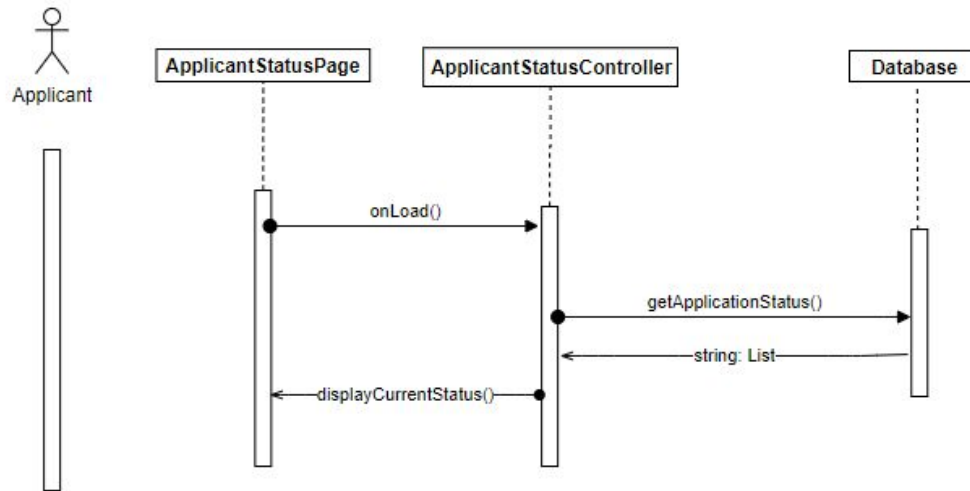 Applicant
ApplicantStatusPage
ApplicantStatusController
Database
onLoad()
getApplicationStatus()
string: List
displayCurrentStatus()